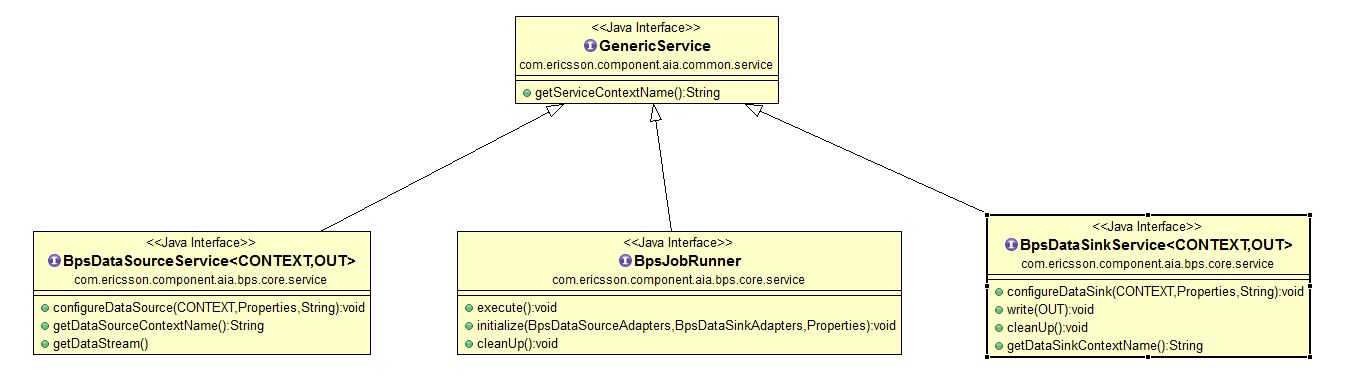 <<Java Interface>>
GenericService
com.ericsson.component.aia.common.service
getServiceContextName():String
<<Java Interface>>
BpsDataSourceService<CONTEXT,OUT>
com.ericsson.component.aia.bps.core.service
configureDataSource(CONTEXT,Properties,String):void
getDataSourceContextName():String
getDataStream()
<<Java Interface>>
BpsJobRunner
com.ericsson.component.aia.bps.core.service
execute():void
initialize(BpsDataSourceAdapters,BpsDataSinkAdapters,Properties):void
cleanUp():void
<<Java Interface>>
BpsDataSinkService<CONTEXT,OUT>
com.ericsson.component.aia.bps.core.service
configureDataSink(CONTEXT,Properties,String):void
write(OUT):void
cleanUp():void
getDataSinkContextName():String